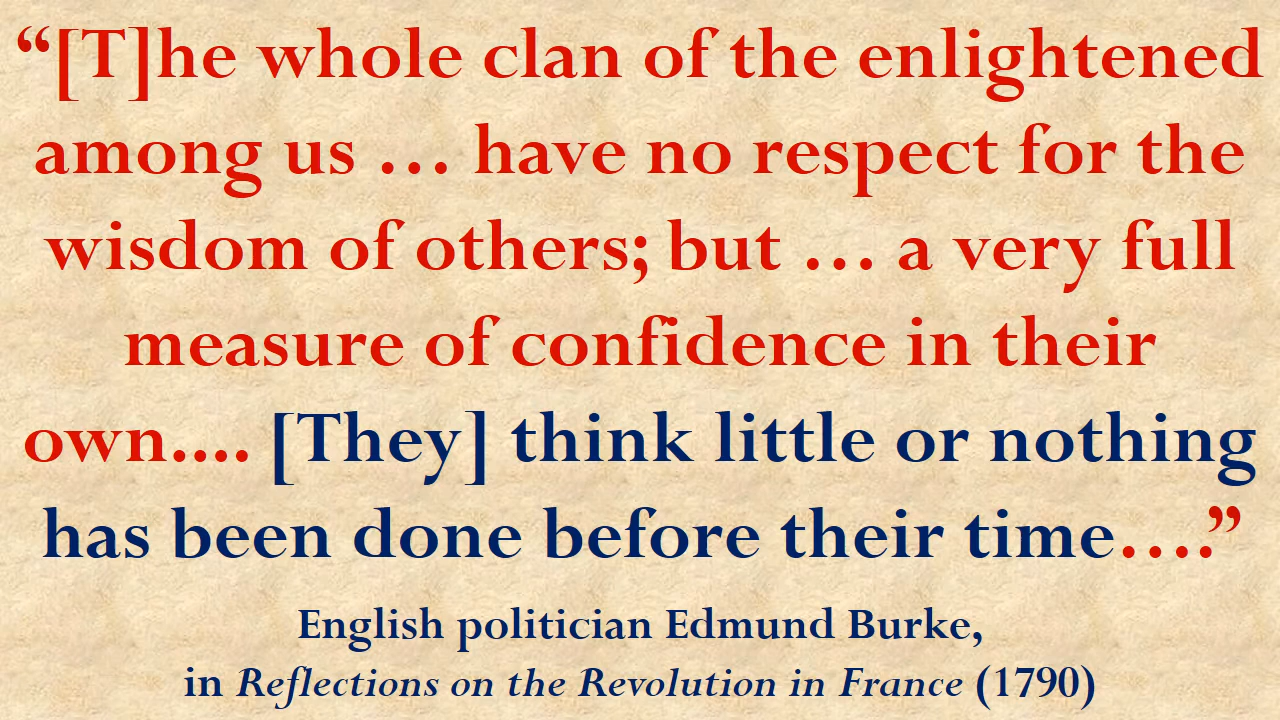 “[T]he whole clan of the enlightened
among us … have no respect for the
wisdom of others; but … a very full
measure of confidence in their
own.... [They] think little or nothing
has been done before their time….”
English politician Edmund Burke,
in Reflections on the Revolution in France (1790)